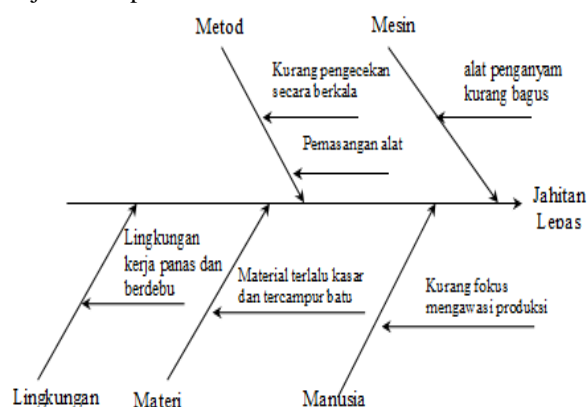 Metod
Mesin
Kurang pengecekan
secara berkala
alat penganyam
kurang bagus
Pemasangan alat
Jahitan
Lepas
Lingkungan
kerja panas dan
berdebu
Material terlalu kasar
dan tercampur batu
Kurang fokus
mengawasi produksi
Lingkungan
Materi
Manusia